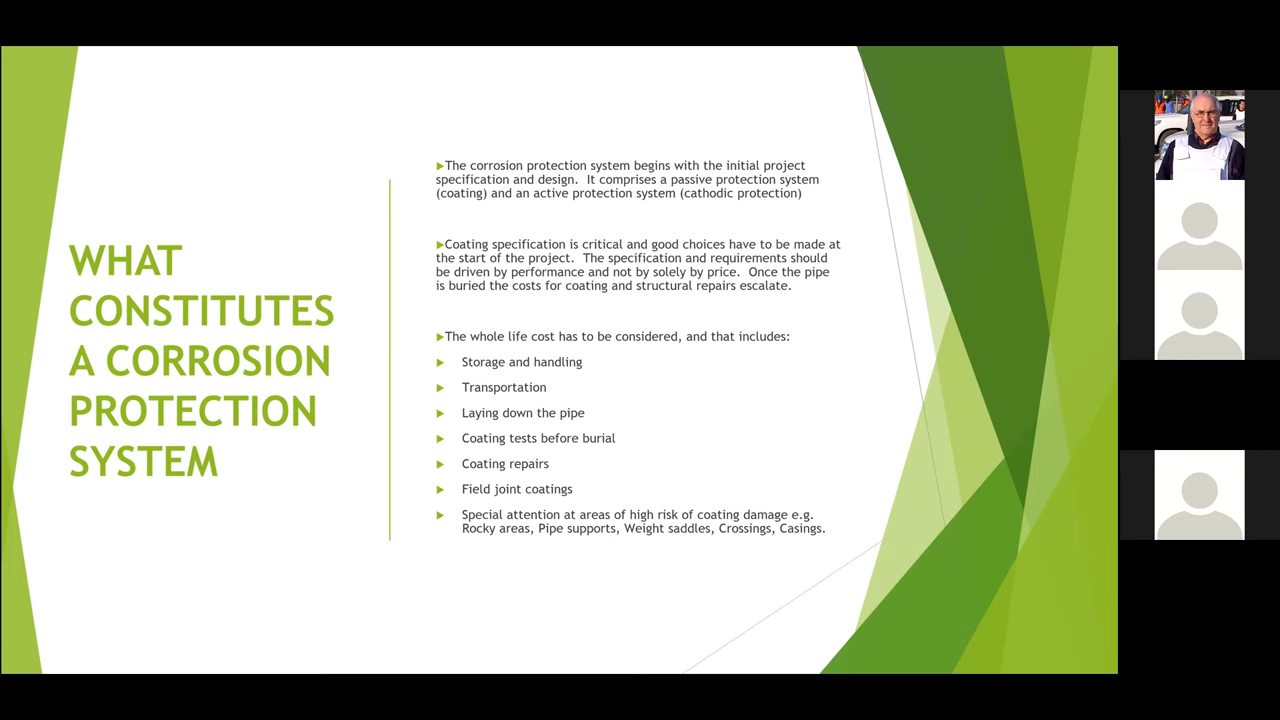 WHAT
CONSTITUTES
A CORROSION
PROTECTION
SYSTEM
The corrosion protection system begins with the initial project
specification and design.  It comprises a passive protection system
(coating) and an active protection system (cathodic protection)
Coating specification is critical and good choices have to be made at
the start of the project.  The specification and requirements should
be driven by performance and not by solely by price.  Once the pipe
is buried the costs for coating and structural repairs escalate.
The whole life cost has to be considered, and that includes:
Storage and handling
Transportation
Laying down the pipe
Coating tests before burial
Coating repairs
Field joint coatings
Special attention at areas of high risk of coating damage e.g.
Rocky areas, Pipe supports, Weight saddles, Crossings, Casings.